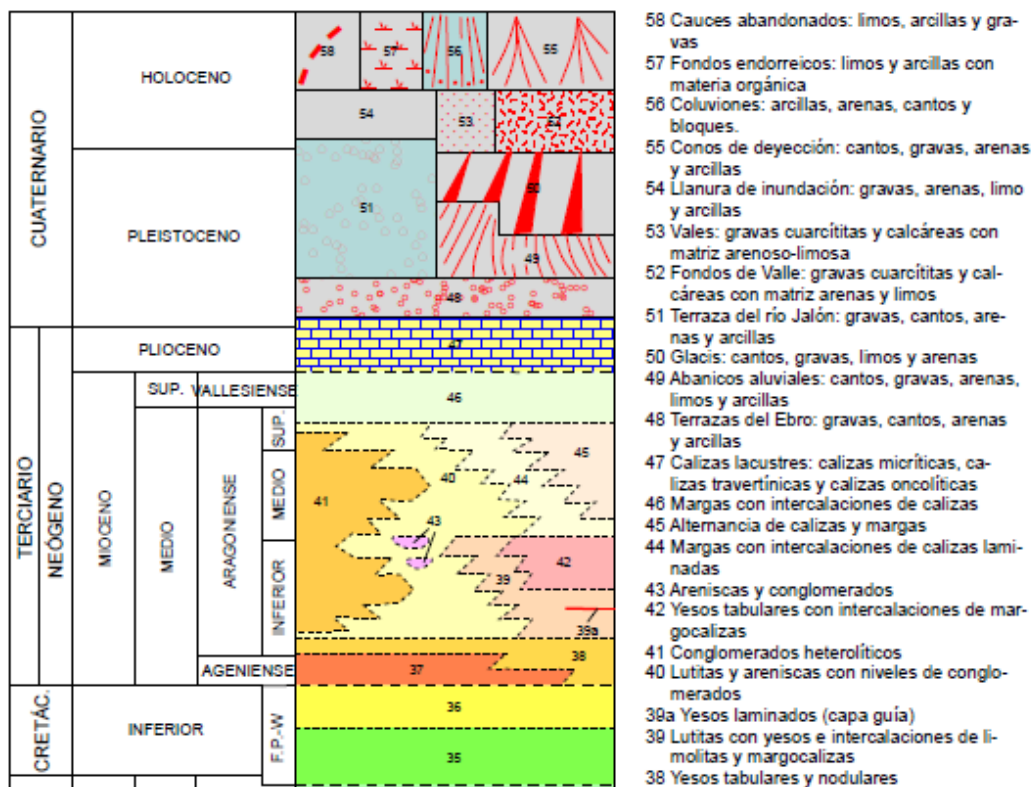 CUATERNARIO
HOLOCENO
PLEISTOCENO
58
57
56
55
54
53
52
51
50
49
48
TERCIARIO
NEÓGENO
PLIOCENO
47
MIOCENO
SUP.
VALLESIENSE
46
MEDIO
ARAGONIENSE
SUP.
MEDIO
INFERIOR
41
40
44
45
43
42
39
39a
AGENIENSE
38
37
CRETÁC.
INFERIOR
F.P.-W
36
35
58 Cauces abandonados: limos, arcillas y gra-
vas
57 Fondos endorreicos: limos y arcillas con
materia orgánica
56 Coluviones: arcillas, arenas, cantos y
bloques.
55 Conos de deyección: cantos, gravas, arenas
y arcillas
54 Llanura de inundación: gravas, arenas, limo
y arcillas
53 Vales: gravas cuarcítitas y calcáreas con
matriz arenoso-limosa
52 Fondos de Valle: gravas cuarcítitas y cal-
cáreas con matriz arenas y limos
51 Terraza del río Jalón: gravas, cantos, are-
nas y arcillas
50 Glacis: cantos, gravas, limos y arenas
49 Abanicos aluviales: cantos, gravas, arenas,
limos y arcillas
48 Terrazas del Ebro: gravas, cantos, arenas
y arcillas
47 Calizas lacustres: calizas micríticas, ca-
lizas travertínicas y calizas oncolíticas
46 Margas con intercalaciones de calizas
45 Alternancia de calizas y margas
44 Margas con intercalaciones de calizas lami-
nadas
43 Areniscas y conglomerados
42 Yesos tabulares con intercalaciones de mar-
gocalizas
41 Conglomerados heterolíticos
40 Lutitas y areniscas con niveles de conglo-
merados
39a Yesos laminados (capa guía)
39 Lutitas con yesos e intercalaciones de li-
molitas y margocalizas
38 Yesos tabulares y nodulares